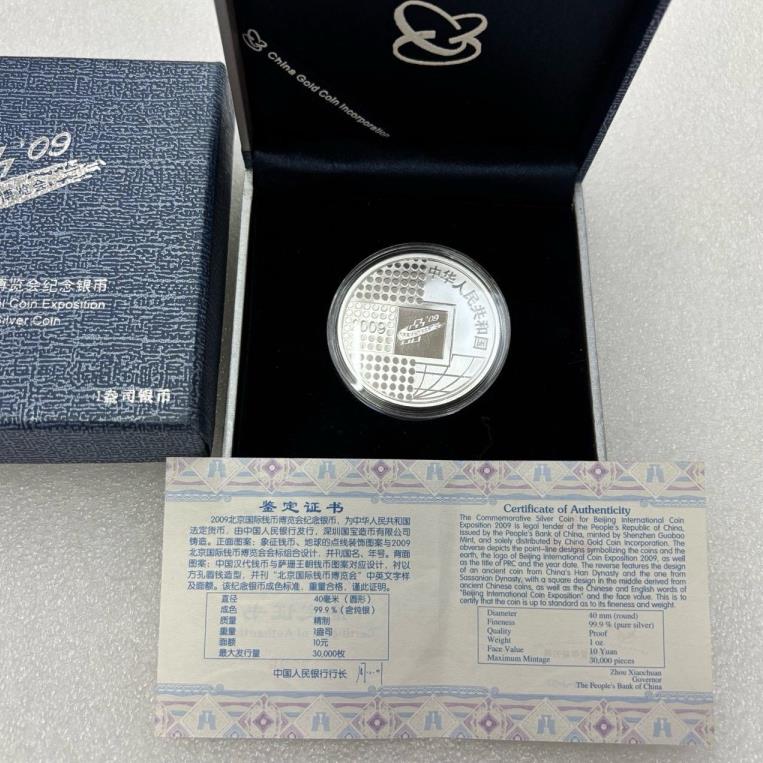 China Gold Coin Incorporation
'09
博览会
博览会纪念银币
Coin Exposition
Silver Coin
1盎司银币
中华人民共和国
'09
鉴定证书
2009北京国际钱币博览会纪念银币，为中华人民共和国
法定货币，由中国人民银行发行，深圳国宝造币有限公司
铸造。正面图案：象征钱币、地球的点线装饰图案与2009
北京国际钱币博览会会标组合设计，并刊国名、年号。背面
图案：中国汉代钱币与萨珊王朝钱币图案对应设计，衬以
方孔圆钱造型，并刊“北京国际钱币博览会”中英文字样
及面额。该纪念银币成色标准，重量合格，谨此证明。
直径 40毫米（圆形）
成色 99.9%（含纯银）
质量 精制
重量 1盎司
面额 10元
最大发行量 30,000枚
中国人民银行行长
Certificate of Authenticity
The Commemorative Silver Coin for Beijing International Coin
Exposition 2009 is legal tender of the People's Republic of China,
issued by the People's Bank of China, minted by Shenzhen Guobao
Mint, and solely distributed by China Gold Coin Incorporation. The
obverse depicts the point-line designs symbolizing the coins and the
earth, the logo of Beijing International Coin Exposition 2009, as well
as the title of PRC and the year date. The reverse features the design
of an ancient coin from China's Han Dynasty and the one from
Sassanian Dynasty, with a square design in the middle derived from
ancient Chinese coins, as well as the Chinese and English words of
"Beijing International Coin Exposition" and the face value. This is to
certify that the coin is up to standard as to its fineness and weight.
Diameter 40 mm (round)
Fineness 99.9 % (pure silver)
Quality Proof
Weight 1 oz
Face Value 10 Yuan
Maximum Mintage 30,000 pieces
Zhou Xiaochuan
Governor
The People's Bank of China